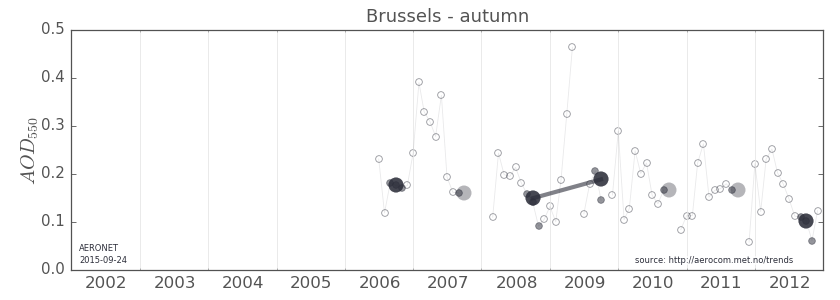 Brussels - autumn
0.5
0.4
0.3
0.2
0.1
0.0
AOD550
AERONET
2015-09-24
source: http://aerocom.met.no/trends
2002 2003 2004 2005 2006 2007 2008 2009 2010 2011 2012